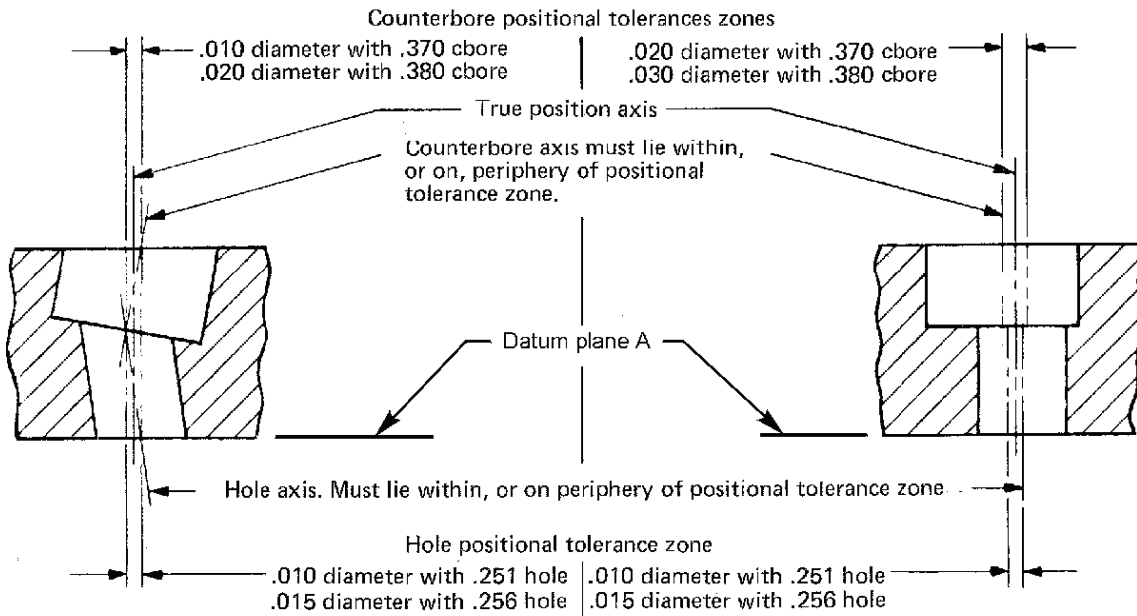 Counterbore positional tolerances zones
.010 diameter with .370 cbore
.020 diameter with .380 cbore
.020 diameter with .370 cbore
.030 diameter with .380 cbore
True position axis
Counterbore axis must lie within,
or on, periphery of positional
tolerance zone.
Datum plane A
Hole axis. Must lie within, or on periphery of positional tolerance zone
Hole positional tolerance zone
.010 diameter with .251 hole
.015 diameter with .256 hole
.010 diameter with .251 hole
.015 diameter with .256 hole